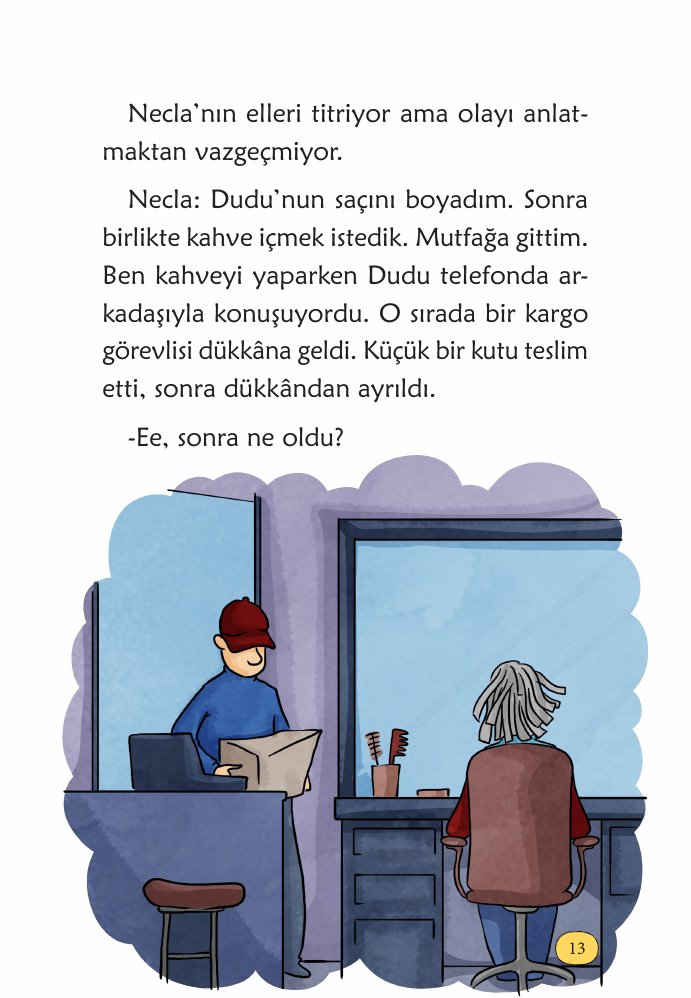 Necla’nın elleri titriyor ama olayı anlat-
maktan vazgeçmiyor.
Necla: Dudu’nun saçını boyadım. Sonra
birlikte kahve içmek istedik. Mutfağa gittim.
Ben kahveyi yaparken Dudu telefonda ar-
kadaşıyla konuşuyordu. O sırada bir kargo
görevlisi dükkâna geldi. Küçük bir kutu teslim
etti, sonra dükkândan ayrıldı.
-Ee, sonra ne oldu?
13